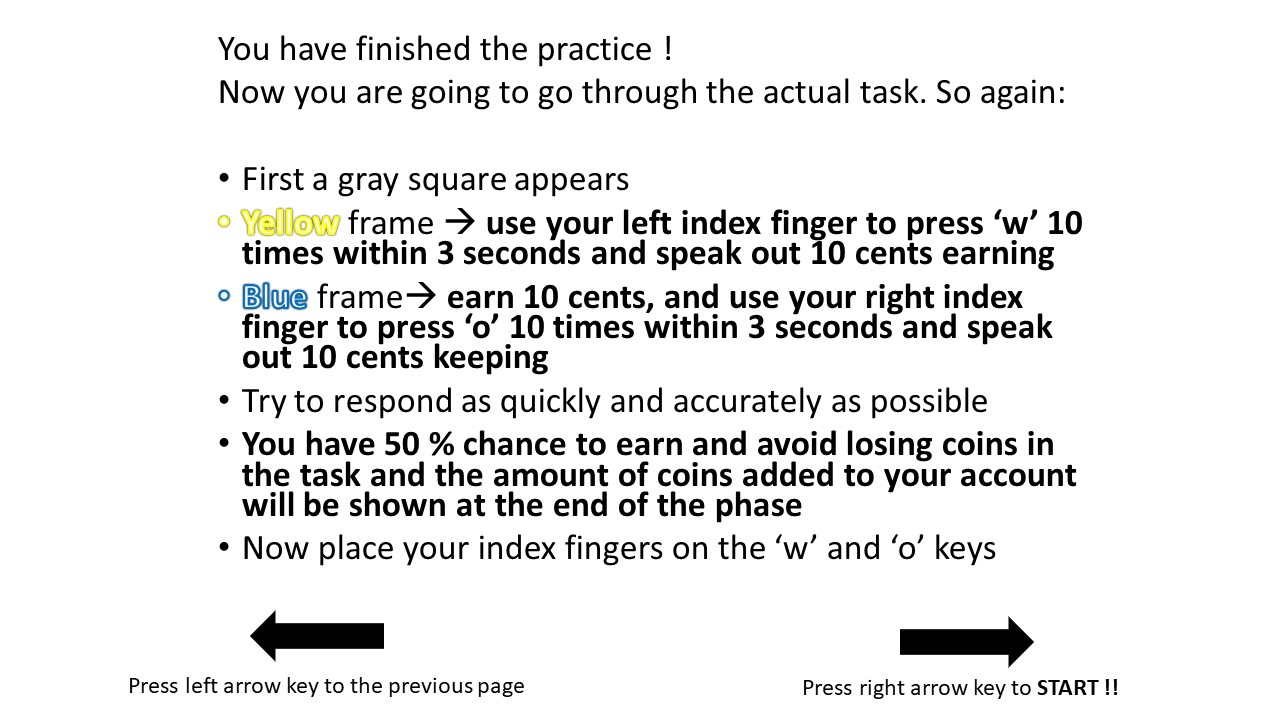 You have finished the practice !
Now you are going to go through the actual task. So again:
• First a gray square appears
• Yellow frame → use your left index finger to press ‘w’ 10
times within 3 seconds and speak out 10 cents earning
• Blue frame→ earn 10 cents, and use your right index
finger to press ‘o’ 10 times within 3 seconds and speak
out 10 cents keeping
• Try to respond as quickly and accurately as possible
• You have 50 % chance to earn and avoid losing coins in
the task and the amount of coins added to your account
will be shown at the end of the phase
• Now place your index fingers on the ‘w’ and ‘o’ keys
Press left arrow key to the previous page
Press right arrow key to START !!